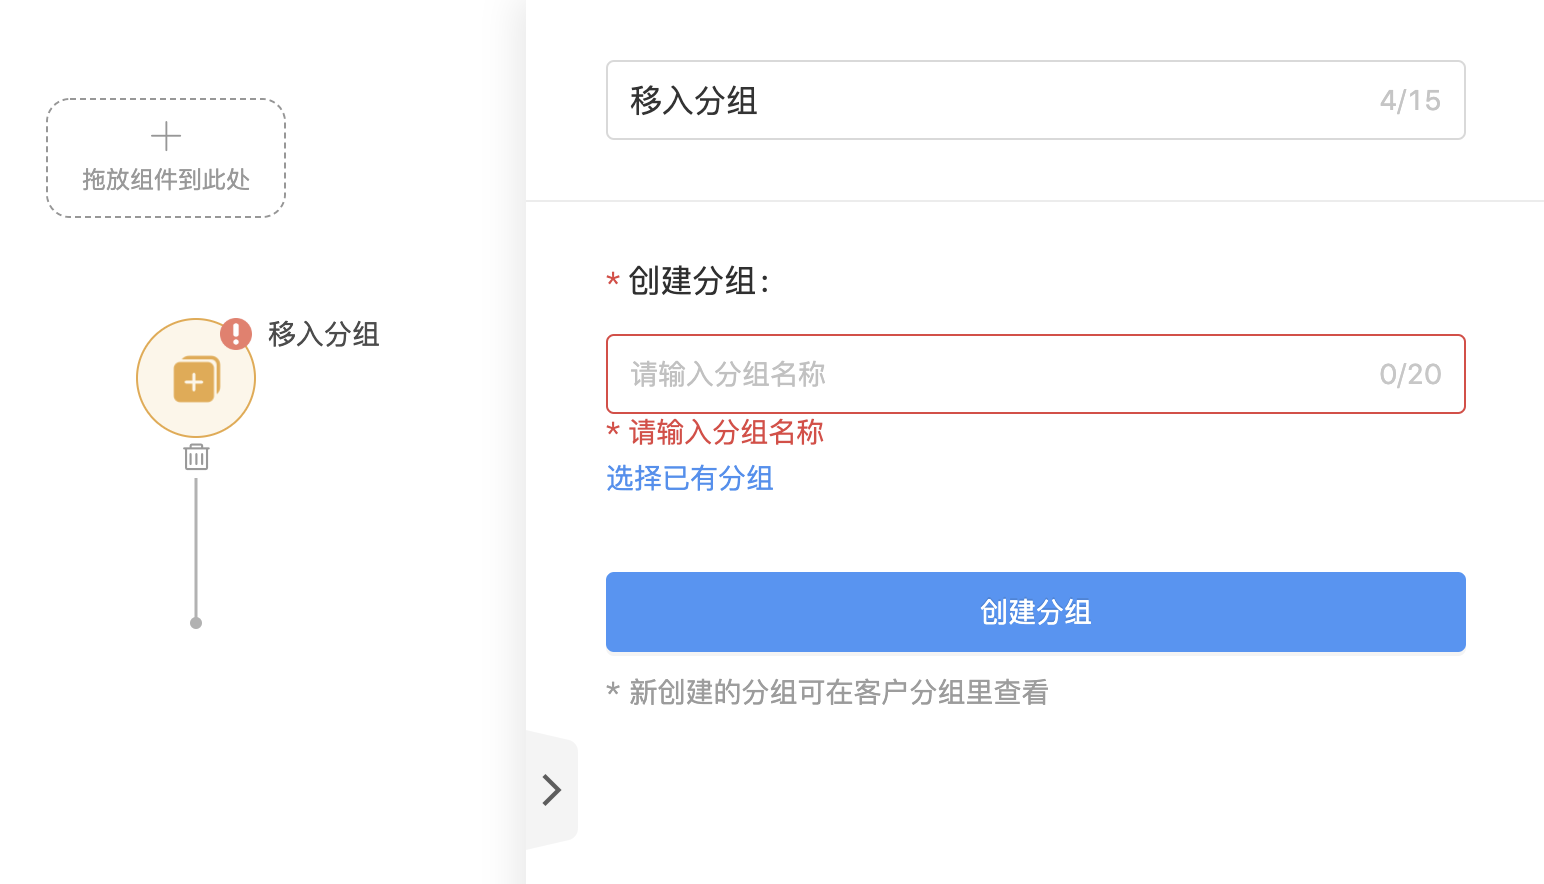 拖放组件到此处
移入分组
移入分组 4/15
* 创建分组:
请输入分组名称 0/20
* 请输入分组名称
选择已有分组
创建分组
* 新创建的分组可在客户分组里查看